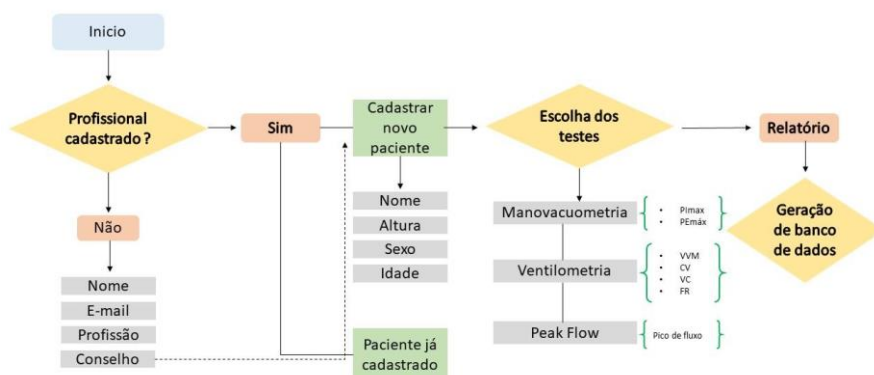 Inicio
Profissional
cadastrado ?
Sim
Não
Nome
E-mail
Profissão
Conselho
Cadastrar
novo
paciente
Nome
Altura
Sexo
Idade
Paciente já
cadastrado
Escolha dos
testes
Manovacuometria
• PImax
• PEmáx
Ventilometria
• VVM
• CV
• VC
• FR
Peak Flow
Pico de fluxo
Relatório
Geração
de banco
de dados